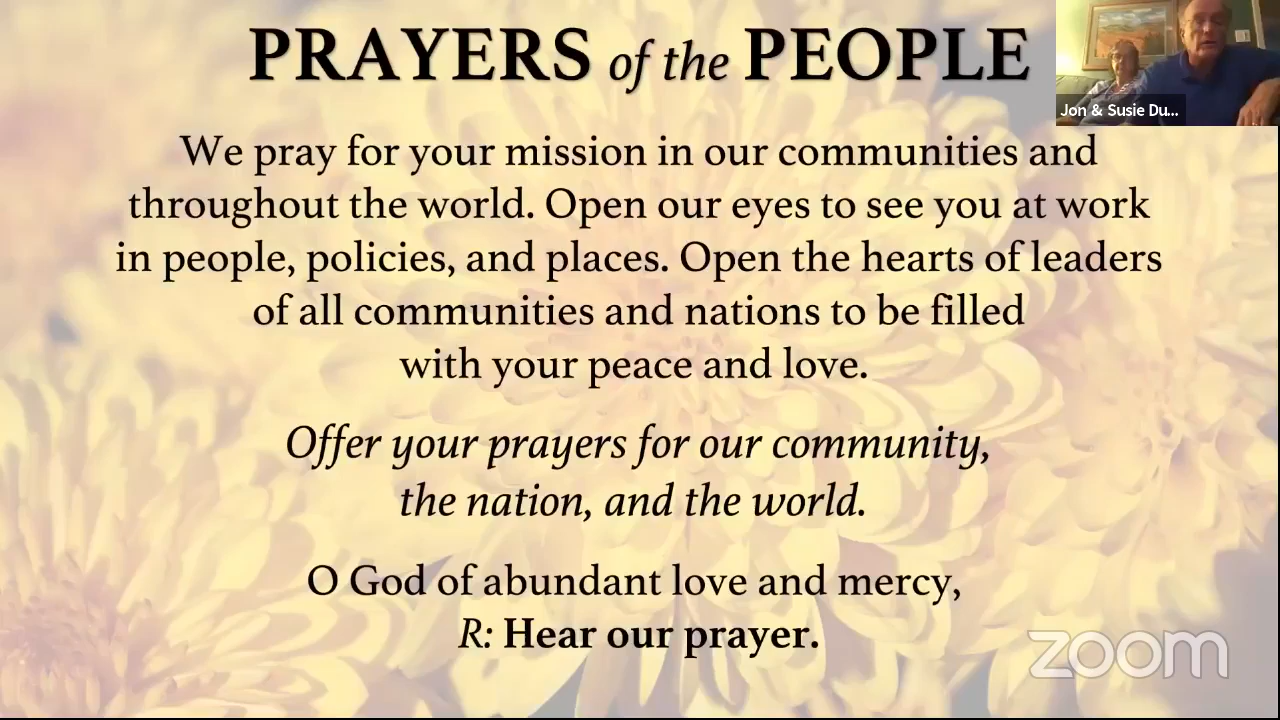 PRAYERS of the PEOPLE
Jon & Susie Du...
We pray for your mission in our communities and
throughout the world. Open our eyes to see you at work
in people, policies, and places. Open the hearts of leaders
of all communities and nations to be filled
with your peace and love.
Offer your prayers for our community,
the nation, and the world.
O God of abundant love and mercy,
R: Hear our prayer.
zoom